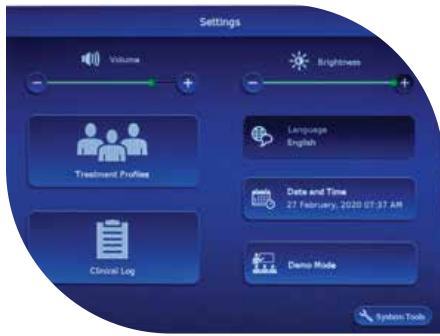 Settings
Volume
Brightness
Language
English
Treatment Profiles
Date and Time
27 February, 2020 07:37 AM
Clinical Log
Demo Mode
System Tools